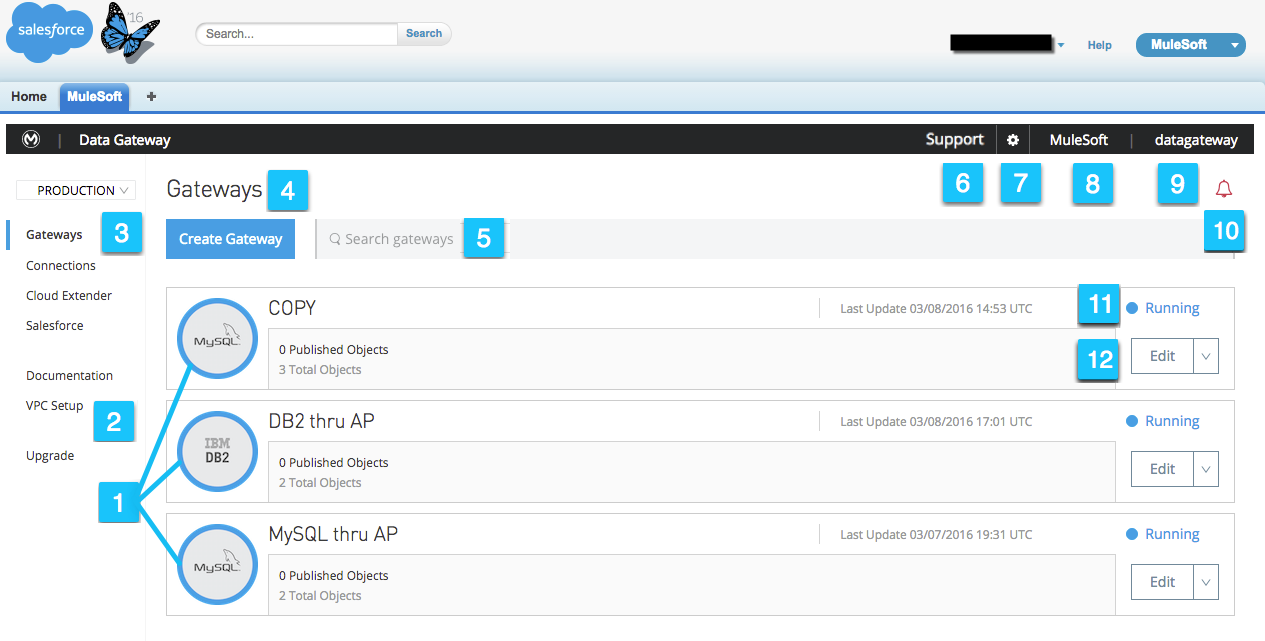 salesforce
'16
Search...
Search
Help
MuleSoft
Home
MuleSoft
+
Data Gateway
Support
MuleSoft
datagateway
6
7
8
9
10
PRODUCTION
Gateways
3
Connections
Cloud Extender
Salesforce
Documentation
VPC Setup
2
Upgrade
1
Gateways
4
Create Gateway
Search gateways
5
MySQL
COPY
Last Update 03/08/2016 14:53 UTC
11
Running
0 Published Objects
3 Total Objects
12
Edit
IBM
DB2
DB2 thru AP
Last Update 03/08/2016 17:01 UTC
Running
0 Published Objects
2 Total Objects
Edit
MySQL
MySQL thru AP
Last Update 03/07/2016 19:31 UTC
Running
0 Published Objects
2 Total Objects
Edit